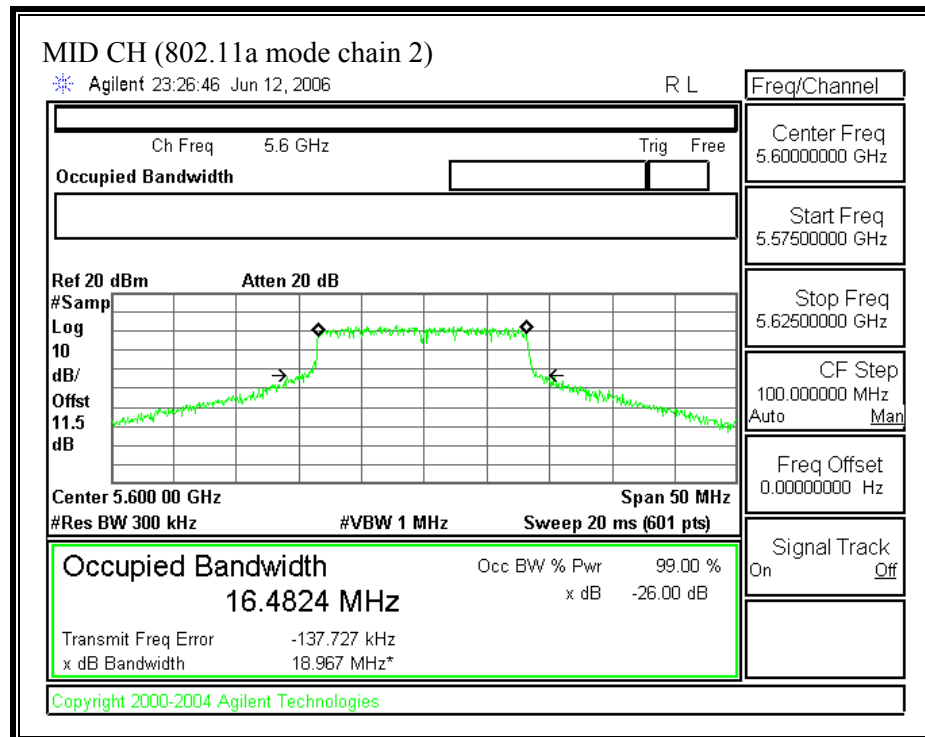 MID CH (802.11a mode chain 2)
Agilent 23:26:46 Jun 12, 2006 R L
Freq/Channel
Ch Freq 5.6 GHz Trig Free
Occupied Bandwidth
Center Freq
5.60000000 GHz
Start Freq
5.57500000 GHz
Stop Freq
5.62500000 GHz
CF Step
100.000000 MHz
Auto Man
Freq Offset
0.00000000 Hz
Signal Track
On Off
Ref 20 dBm Atten 20 dB
#Samp
Log
10
dB/
Offst
11.5
dB
Center 5.600 00 GHz Span 50 MHz
#Res BW 300 kHz #VBW 1 MHz Sweep 20 ms (601 pts)
Occupied Bandwidth
16.4824 MHz
Occ BW % Pwr 99.00 %
x dB -26.00 dB
Transmit Freq Error -137.727 kHz
x dB Bandwidth 18.967 MHz*
Copyright 2000-2004 Agilent Technologies